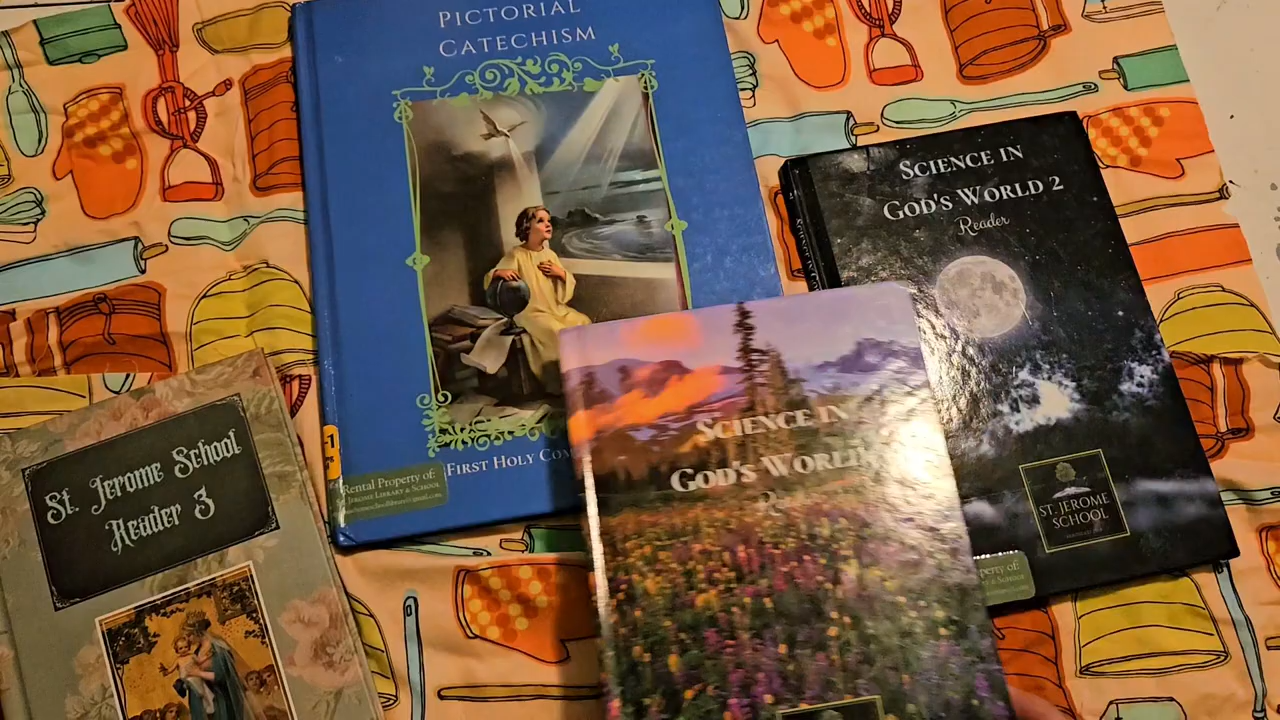 PICTORIAL
CATECHISM
FIRST HOLY
Rental Property of:
ST. JEROME LIBRARY & SCHOOL
SCIENCE IN
GOD'S WORLD 2
Reader
ST. JEROME
SCHOOL
Property of:
SCIENCE IN
GOD'S WORLD
St. Jerome School
Reader 3